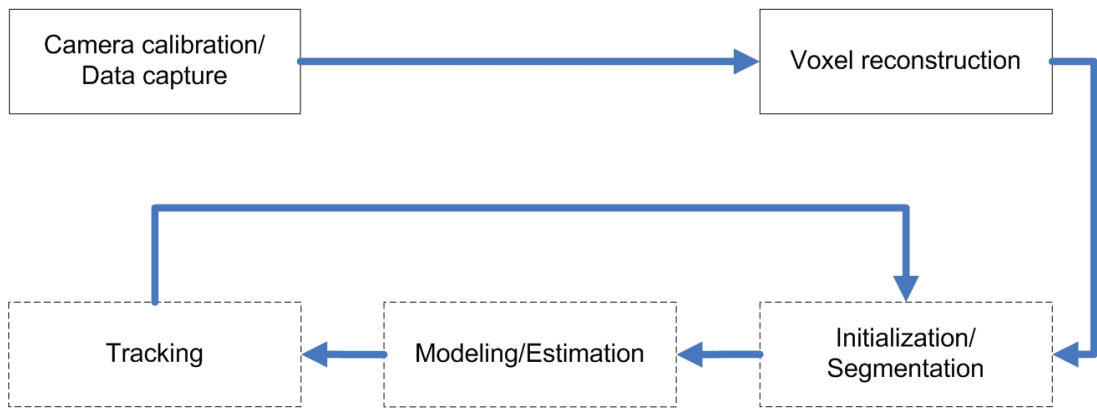 Camera calibration/
Data capture
Voxel reconstruction
Tracking
Modeling/Estimation
Initialization/
Segmentation